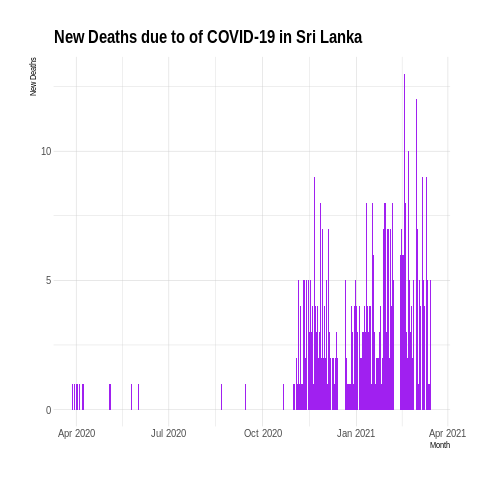 New Deaths due to of COVID-19 in Sri Lanka
New Deaths
10
5
0
Apr 2020 Jul 2020 Oct 2020 Jan 2021 Apr 2021
Month